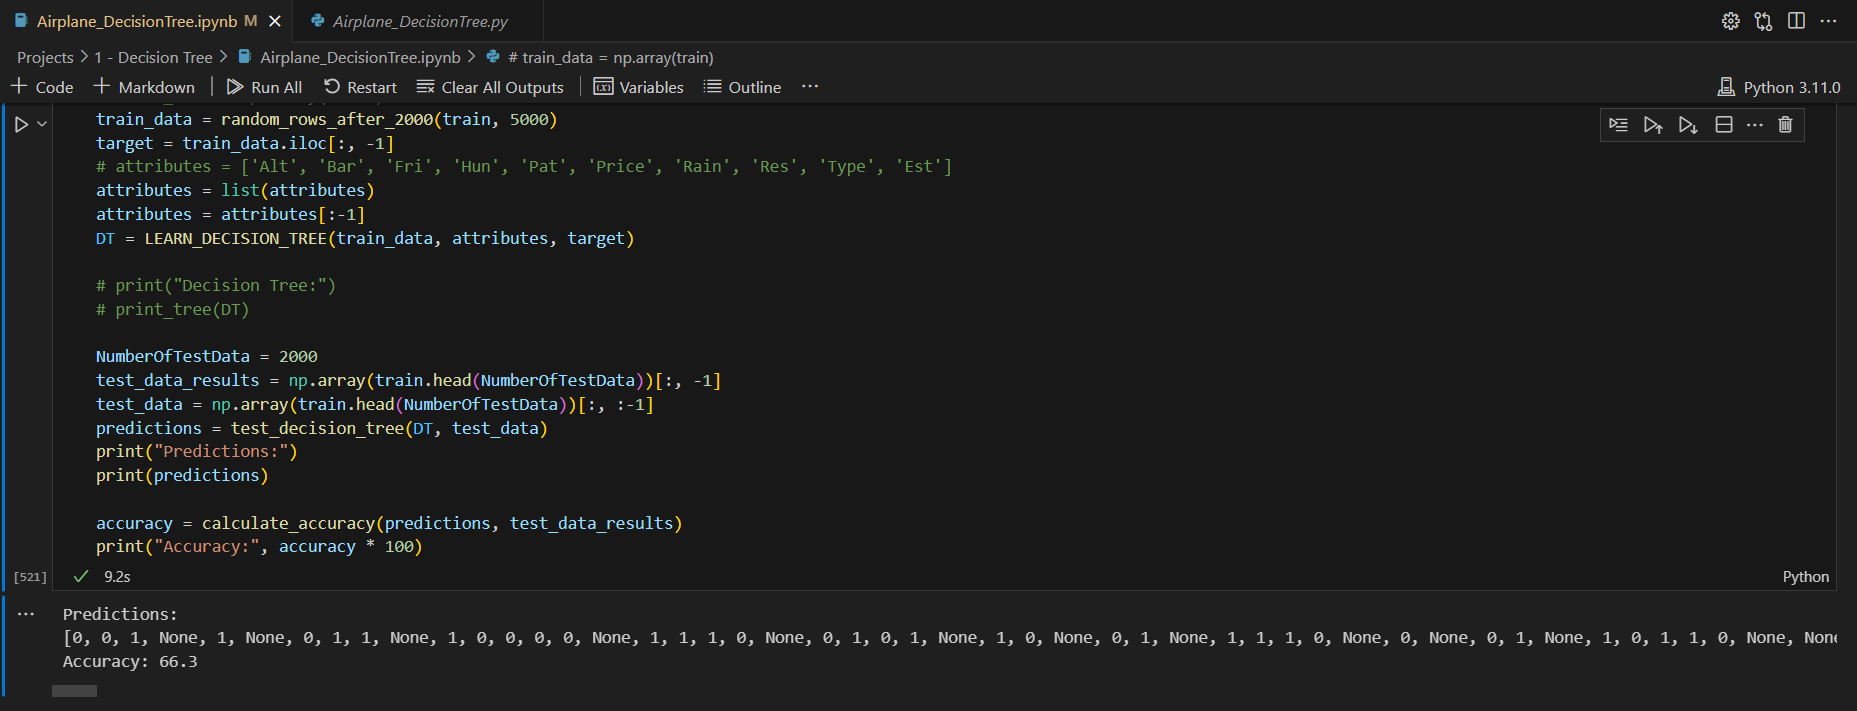 Airplane_DecisionTree.ipynb M
Airplane_DecisionTree.py
Projects > 1 - Decision Tree > Airplane_DecisionTree.ipynb > # train_data = np.array(train)
+ Code + Markdown | Run All Restart Clear All Outputs | Variables Outline ...
Python 3.11.0
train_data = random_rows_after_2000(train, 5000)
target = train_data.iloc[:, -1]
# attributes = ['Alt', 'Bar', 'Fri', 'Hun', 'Pat', 'Price', 'Rain', 'Res', 'Type', 'Est']
attributes = list(attributes)
attributes = attributes[:-1]
DT = LEARN_DECISION_TREE(train_data, attributes, target)
# print("Decision Tree:")
# print_tree(DT)
NumberOfTestData = 2000
test_data_results = np.array(train.head(NumberOfTestData))[:, -1]
test_data = np.array(train.head(NumberOfTestData))[:, :-1]
predictions = test_decision_tree(DT, test_data)
print("Predictions:")
print(predictions)
accuracy = calculate_accuracy(predictions, test_data_results)
print("Accuracy:", accuracy * 100)
[521] 9.2s
Python
Predictions:
[0, 0, 1, None, 1, None, 0, 1, 1, None, 1, 0, 0, 0, 0, None, 1, 1, 1, 0, None, 0, 1, 0, 1, None, 1, 0, None, 0, 1, None, 1, 1, 1, 0, None, 0, None, 0, 1, None, 1, 0, 1, 1, 0, None,
Accuracy: 66.3